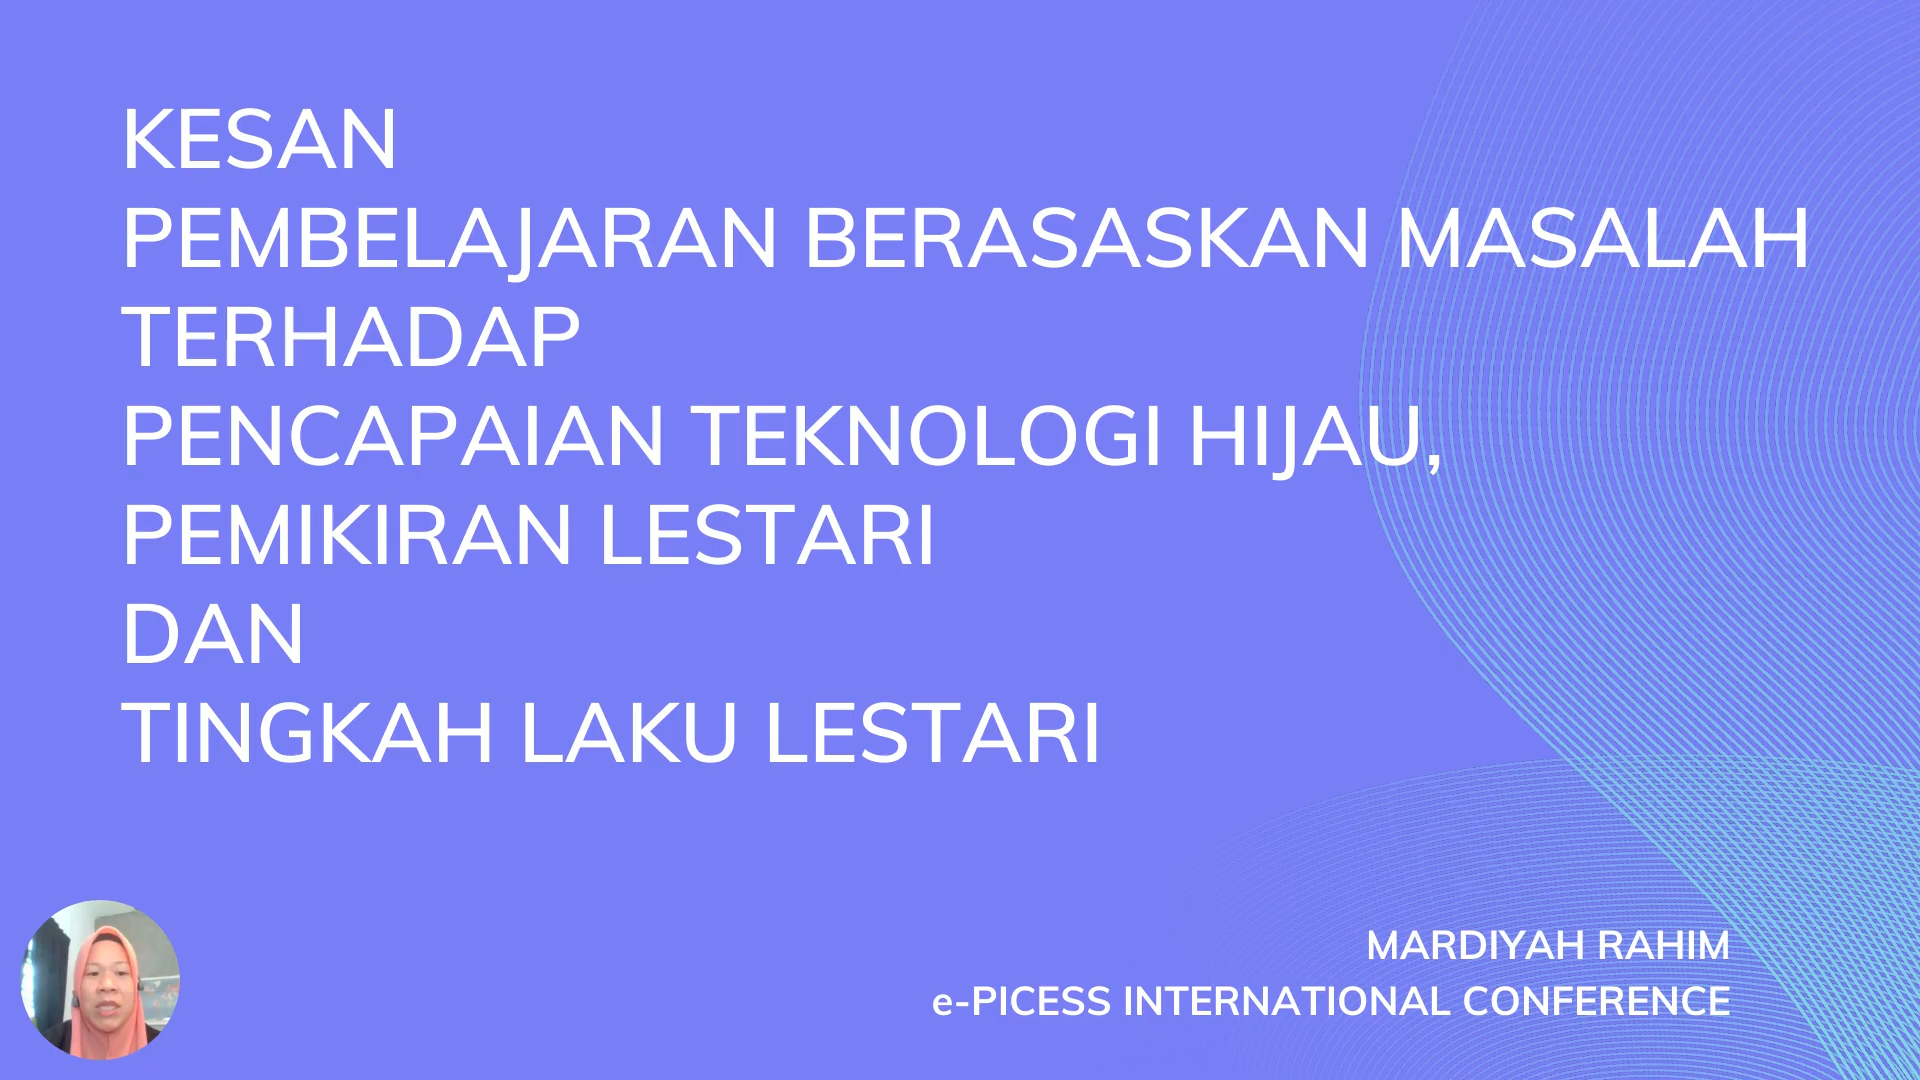 KESAN
PEMBELAJARAN BERASASKAN MASALAH
TERHADAP
PENCAPAIAN TEKNOLOGI HIJAU,
PEMIKIRAN LESTARI
DAN
TINGKAH LAKU LESTARI
MARDIYAH RAHIM
e-PICESS INTERNATIONAL CONFERENCE